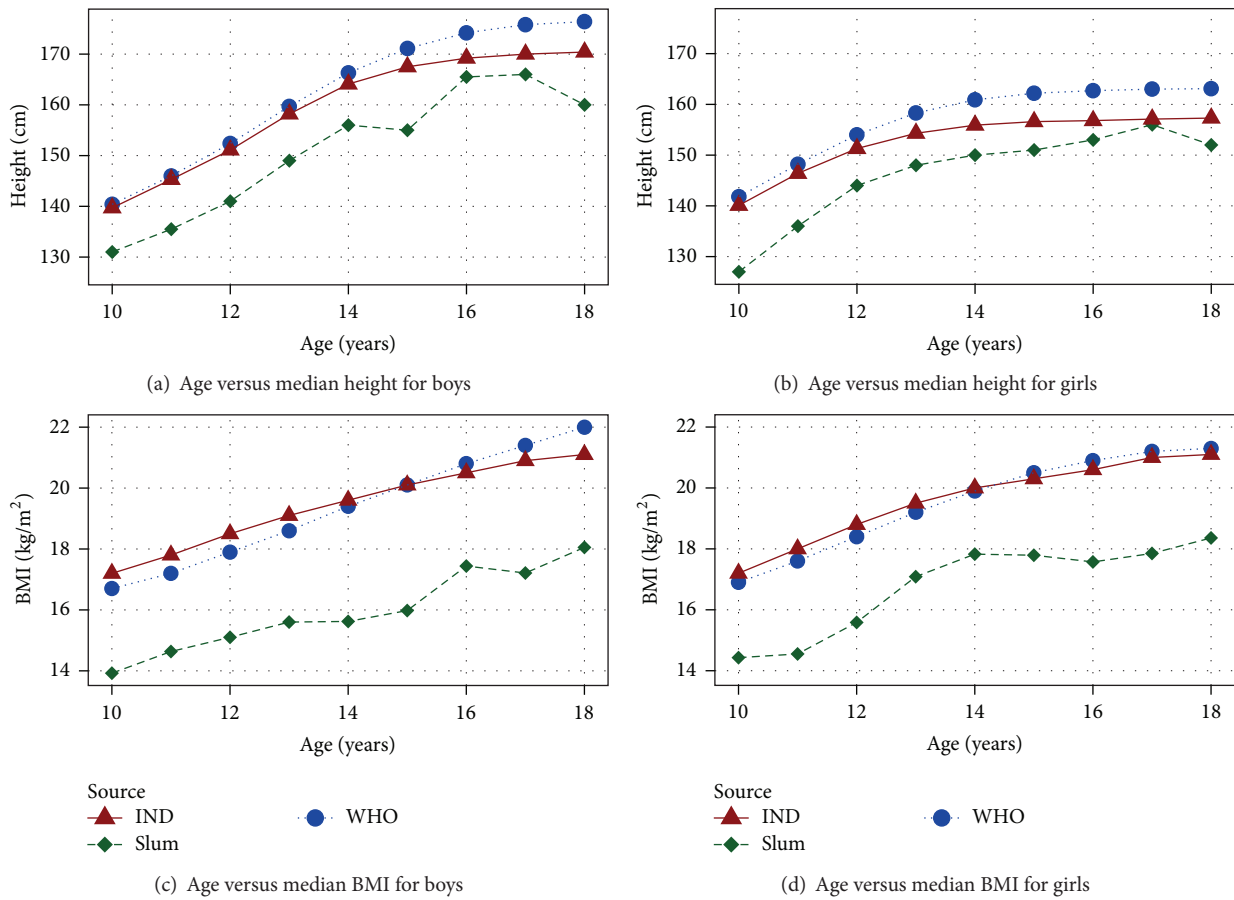 170
160
150
140
130
Height (cm)
10 12 14 16 18
Age (years)
(a) Age versus median height for boys
170
160
150
140
130
Height (cm)
10 12 14 16 18
Age (years)
(b) Age versus median height for girls
22
20
18
16
14
BMI (kg/m²)
10 12 14 16 18
Age (years)
Source
IND WHO
Slum
(c) Age versus median BMI for boys
22
20
18
16
14
BMI (kg/m²)
10 12 14 16 18
Age (years)
Source
IND WHO
Slum
(d) Age versus median BMI for girls